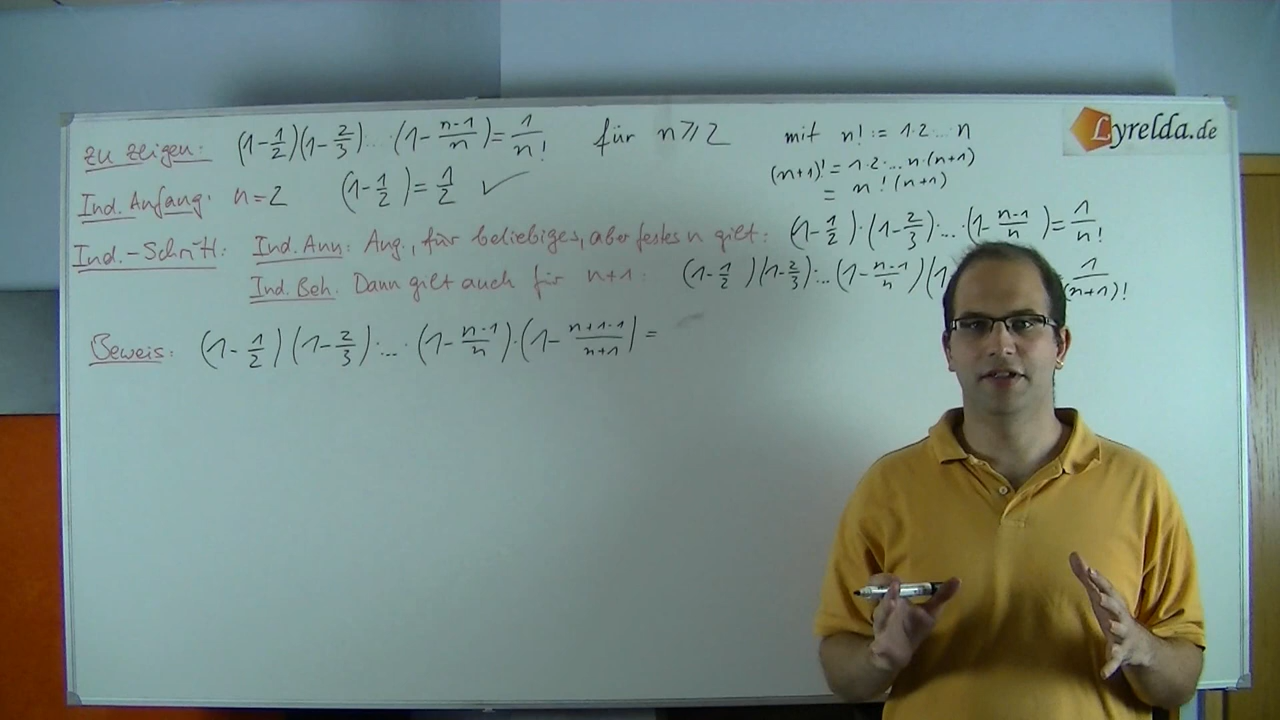 zu zeigen: (1-1/2)(1-2/3)·...·(1-(n-1)/n)=1/n! für n≥2 mit n! := 1·2·...·n
(n+1)! = 1·2·...·n·(n+1)
= n!(n+1)
Lyrelda.de
Ind. Anfang: n=2 (1-1/2)=1/2 ✓
Ind.-Schritt: Ind. Ann: Ang., für beliebiges, aber festes n gilt: (1-1/2)·(1-2/3)·...·(1-(n-1)/n)=1/n!
Ind. Beh. Dann gilt auch für n+1: (1-1/2)(1-2/3)·...(1-(n-1)/n)(1 1/(n+1)!
Beweis: (1-1/2)(1-2/3)·...·(1-(n-1)/n)·(1-(n+1-1)/(n+1))=